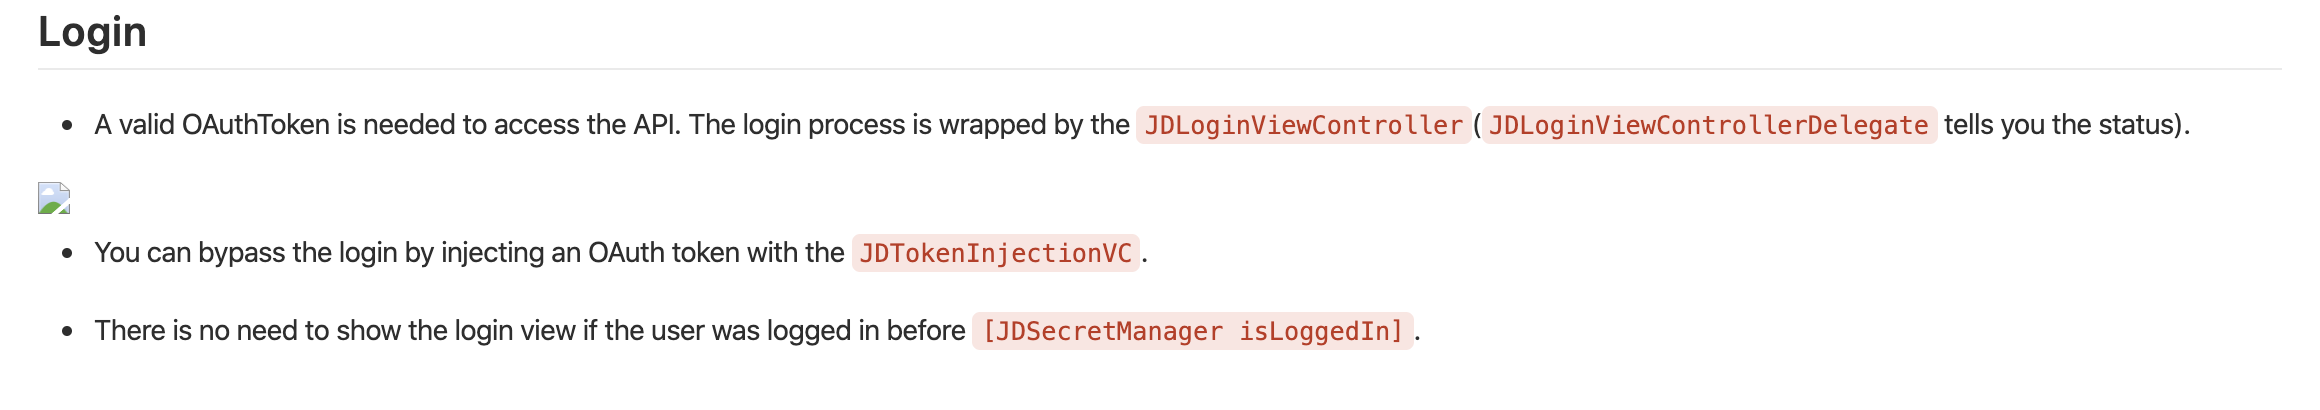 Login
A valid OAuthToken is needed to access the API. The login process is wrapped by the JDLoginViewController (JDLoginViewControllerDelegate tells you the status).
You can bypass the login by injecting an OAuth token with the JDTokenInjectionVC.
There is no need to show the login view if the user was logged in before [JDSecretManager isLoggedIn].